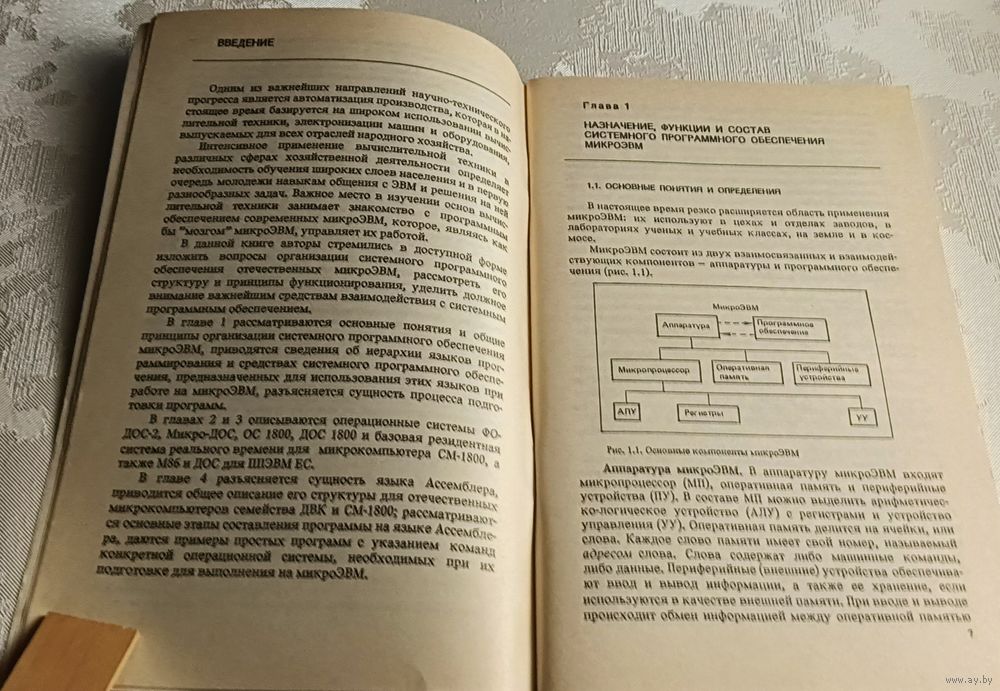 ВВЕДЕНИЕ
Одним из важнейших направлений научно-технического
прогресса является автоматизация производства, которая в на-
стоящее время базируется на широком использовании вычис-
лительной техники, электронизации машин и оборудования,
выпускаемых для всех отраслей народного хозяйства.
Интенсивное применение вычислительной техники в
различных сферах хозяйственной деятельности определяет
необходимость обучения широких слоев населения и в первую
очередь молодежи навыкам общения с ЭВМ и решения на ней
разнообразных задач. Важное место в изучении основ вычис-
лительной техники занимает знакомство с программным
обеспечением современных микроЭВМ, которое, являясь как
бы "мозгом" микроЭВМ, управляет их работой.
В данной книге авторы стремились в доступной форме
изложить вопросы организации системного программного
обеспечения отечественных микроЭВМ, рассмотреть его
структуру и принципы функционирования, уделить должное
внимание важнейшим средствам взаимодействия с системным
программным обеспечением.
В главе 1 рассматриваются основные понятия и общие
принципы организации системного программного обеспечения
микроЭВМ, приводятся сведения об иерархии языков прог-
раммирования и средствах системного программного обеспе-
чения, предназначенных для использования этих языков при
работе на микроЭВМ, разъясняется сущность процесса подго-
товки программ.
В главах 2 и 3 описываются операционные системы ФО-
ДОС-2, Микро-ДОС, ОС 1800, ДОС 1800 и базовая резидентная
система реального времени для микрокомпьютера СМ-1800, а
также М86 и ДОС для ПЭВМ ЕС.
В главе 4 разъясняется сущность языка Ассемблера,
приводится общее описание его структуры для отечественных
микрокомпьютеров семейства ДВК и СМ-1800; рассматривают-
ся основные этапы составления программы на языке Ассембле-
ра, даются примеры простых программ с указанием команд
конкретной операционной системы, необходимых при их
подготовке для выполнения на микроЭВМ.
Глава 1
НАЗНАЧЕНИЕ, ФУНКЦИИ И СОСТАВ
СИСТЕМНОГО ПРОГРАММНОГО ОБЕСПЕЧЕНИЯ
МИКРОЭВМ
1.1. ОСНОВНЫЕ ПОНЯТИЯ И ОПРЕДЕЛЕНИЯ
В настоящее время резко расширяется область применения
микроЭВМ: их используют в цехах и отделах заводов, в
лабораториях ученых и учебных классах, на земле и в кос-
мосе.
МикроЭВМ состоит из двух взаимосвязанных и взаимодей-
ствующих компонентов – аппаратуры и программного обеспе-
чения (рис. 1.1).
МикроЭВМ
Аппаратура
Программное
обеспечение
Микропроцессор
Оперативная
память
Периферийные
устройства
АЛУ
Регистры
УУ
Рис. 1.1. Основные компоненты микроЭВМ
Аппаратура микроЭВМ. В аппаратуру микроЭВМ входят
микропроцессор (МП), оперативная память и периферийные
устройства (ПУ). В составе МП можно выделить арифметичес-
ко-логическое устройство (АЛУ) с регистрами и устройство
управления (УУ). Оперативная память делится на ячейки, или
слова. Каждое слово памяти имеет свой номер, называемый
адресом слова. Слова содержат либо машинные команды,
либо данные. Периферийные (внешние) устройства обеспечива-
ют ввод и вывод информации, а также ее хранение, если
используются в качестве внешней памяти. При вводе и выводе
происходит обмен информацией между оперативной памятью
7
www.ay.by